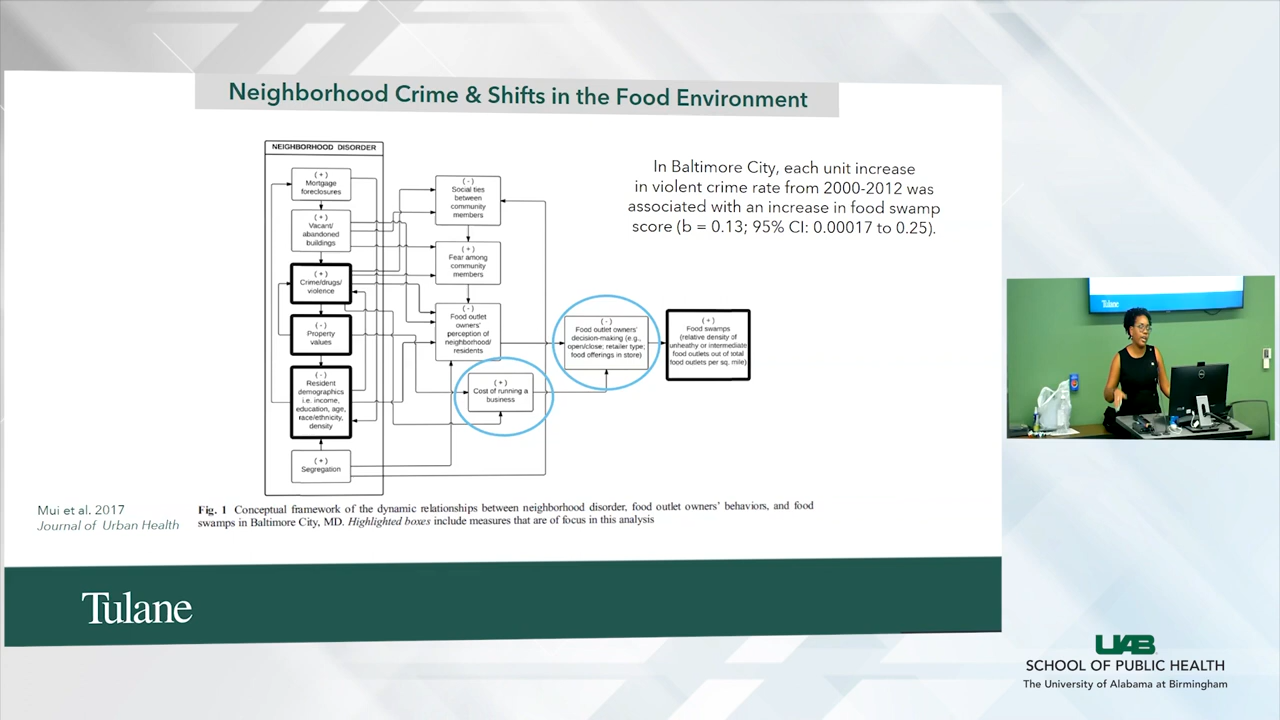 Neighborhood Crime & Shifts in the Food Environment
NEIGHBORHOOD DISORDER
(+)
Mortgage
foreclosures
(+)
Vacant/
abandoned
buildings
(+)
Crime/drugs/
violence
(-)
Property
values
(-)
Resident
demographics
i.e. income,
education, age,
race/ethnicity,
density
(+)
Segregation
(-)
Social ties
between
community
members
(+)
Fear among
community
members
(-)
Food outlet
owners'
perception of
neighborhood/
residents
(+)
Cost of running a
business
(-)
Food outlet owners'
decision-making (e.g.,
open/close; retailer type;
food offerings in store)
(+)
Food swamps
(relative density of
unheathy or intermediate
food outlets out of total
food outlets per sq. mile)
In Baltimore City, each unit increase
in violent crime rate from 2000-2012 was
associated with an increase in food swamp
score (b = 0.13; 95% CI: 0.00017 to 0.25).
Mui et al. 2017
Journal of Urban Health
Fig. 1 Conceptual framework of the dynamic relationships between neighborhood disorder, food outlet owners' behaviors, and food
swamps in Baltimore City, MD. Highlighted boxes include measures that are of focus in this analysis
Tulane
Tulane
UAB
SCHOOL OF PUBLIC HEALTH
The University of Alabama at Birmingham